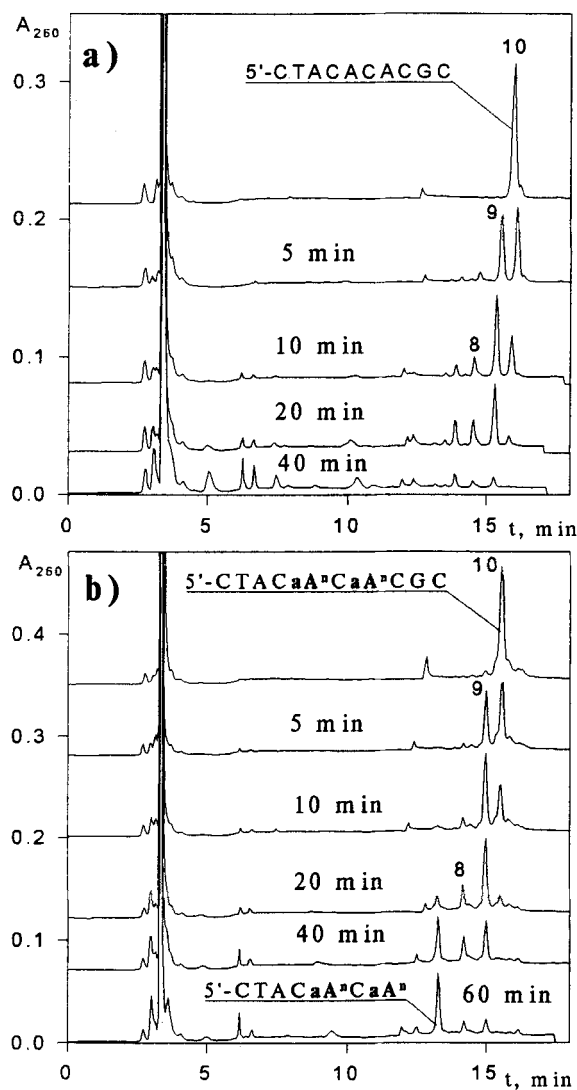 A260
a)
10
5'-CTACACACGC
0.3
0.2
9
5 min
8
10 min
0.1
20 min
40 min
0.0
0 5 10 15
t, min
A260
b)
10
5'-CTACaAⁿCaAⁿCGC
0.4
9
0.3
5 min
10 min
0.2
8
20 min
40 min
0.1
5'-CTACaAⁿCaAⁿ
60 min
0.0
0 5 10 15
t, min